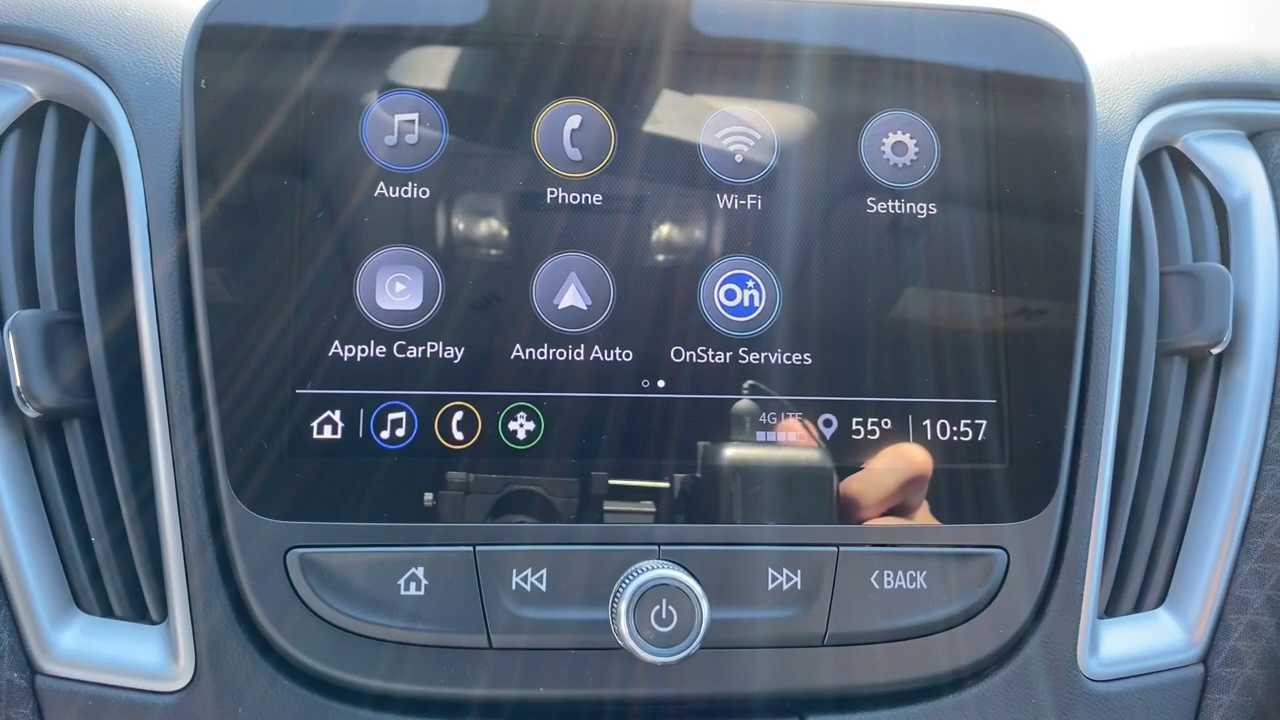 Audio
Phone
Wi-Fi
Settings
Apple CarPlay
Android Auto
On
OnStar Services
4G LTE
55°
10:57
BACK